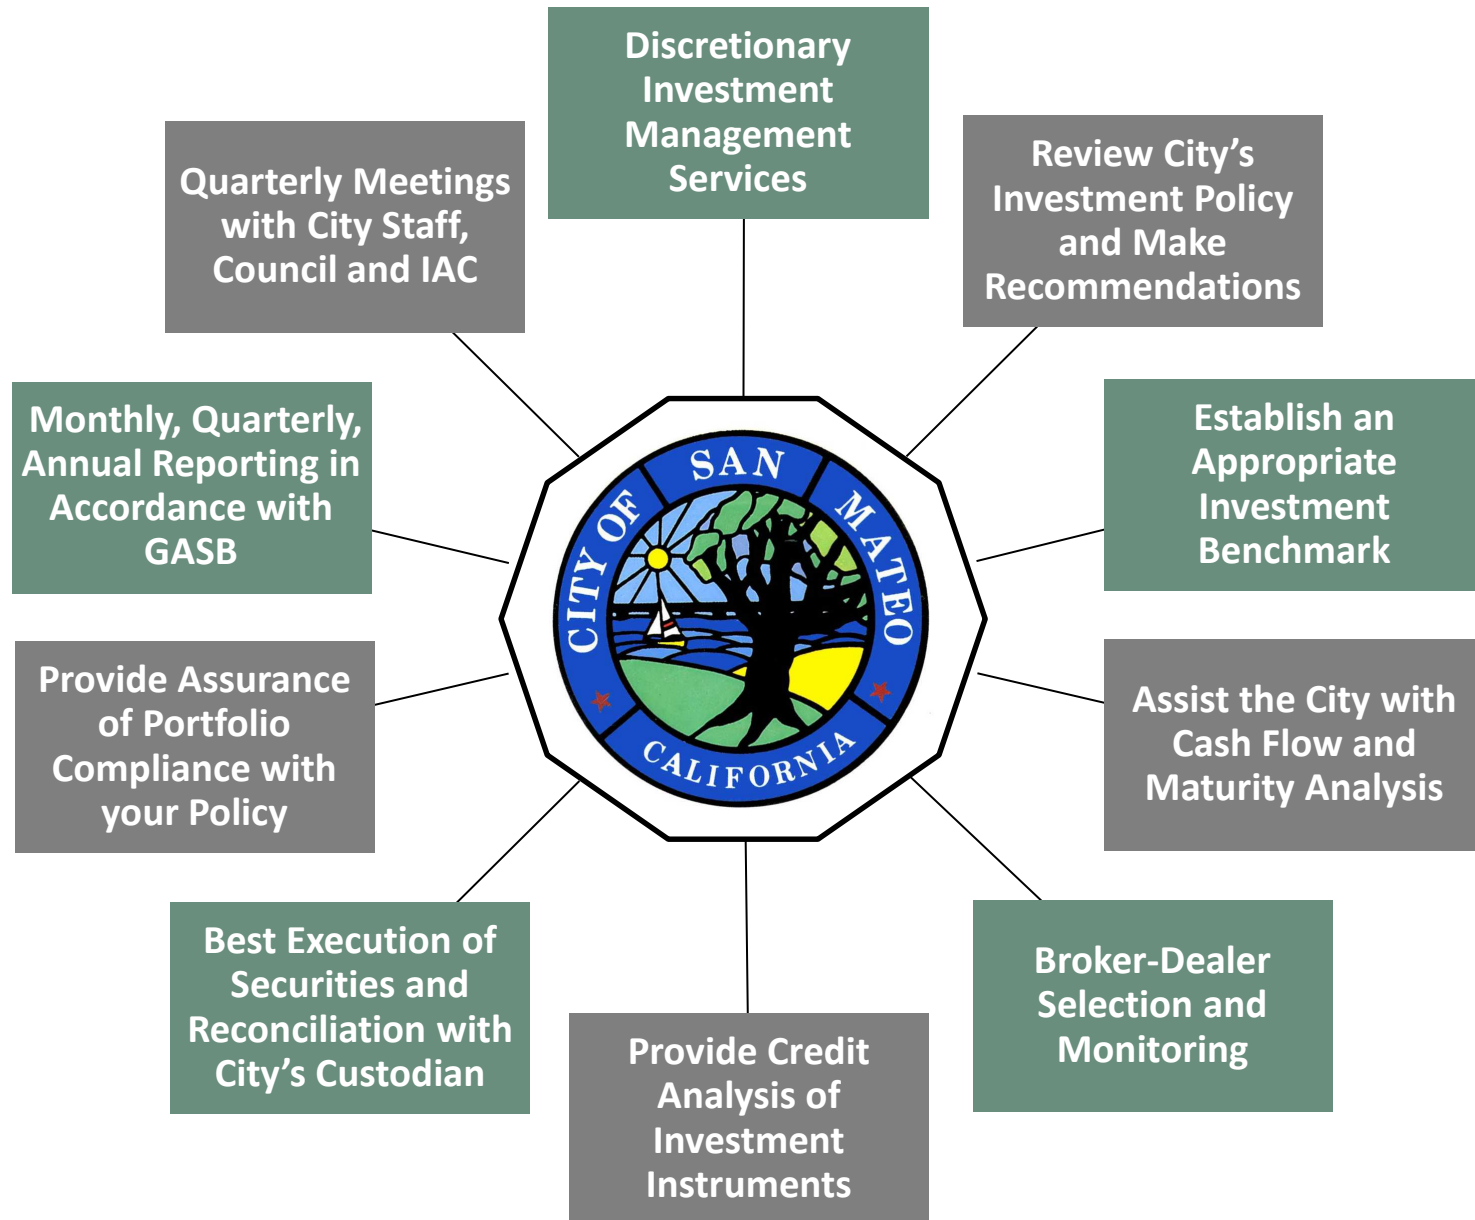 Discretionary
Investment
Management
Services
Review City’s
Investment Policy
and Make
Recommendations
Establish an
Appropriate
Investment
Benchmark
Assist the City with
Cash Flow and
Maturity Analysis
Broker-Dealer
Selection and
Monitoring
Provide Credit
Analysis of
Investment
Instruments
Best Execution of
Securities and
Reconciliation with
City’s Custodian
Provide Assurance
of Portfolio
Compliance with
your Policy
Monthly, Quarterly,
Annual Reporting in
Accordance with
GASB
Quarterly Meetings
with City Staff,
Council and IAC
CITY OF SAN MATEO
CALIFORNIA